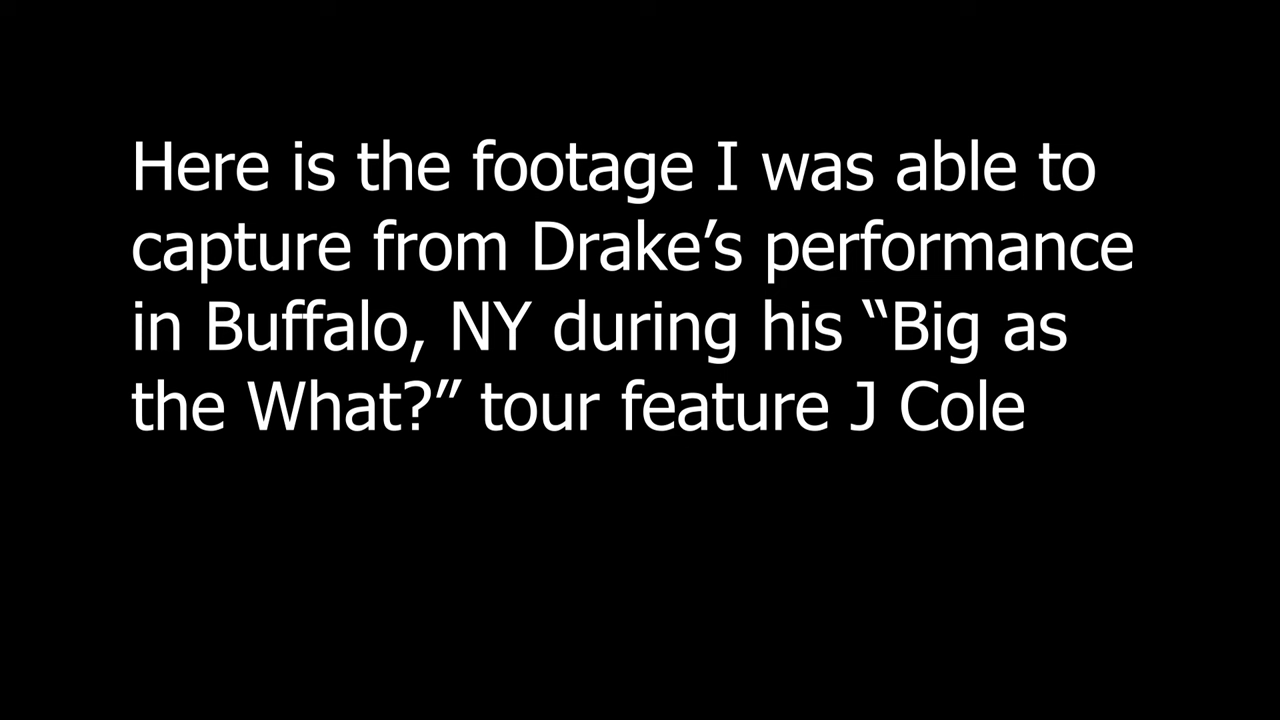 Here is the footage I was able to
capture from Drake’s performance
in Buffalo, NY during his “Big as
the What?” tour feature J Cole